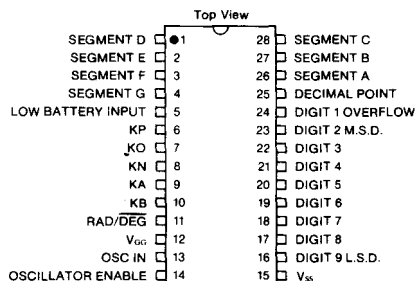 Top View
SEGMENT D 1 28 SEGMENT C
SEGMENT E 2 27 SEGMENT B
SEGMENT F 3 26 SEGMENT A
SEGMENT G 4 25 DECIMAL POINT
LOW BATTERY INPUT 5 24 DIGIT 1 OVERFLOW
KP 6 23 DIGIT 2 M.S.D.
KO 7 22 DIGIT 3
KN 8 21 DIGIT 4
KA 9 20 DIGIT 5
KB 10 19 DIGIT 6
RAD/DEG 11 18 DIGIT 7
VGG 12 17 DIGIT 8
OSC IN 13 16 DIGIT 9 L.S.D.
OSCILLATOR ENABLE 14 15 Vss